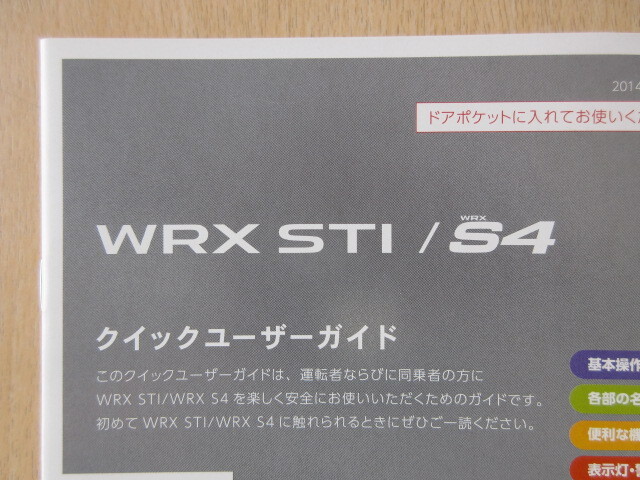 2014
ドアポケットに入れてお使いくだ
WRX STI / WRX S4
クイックユーザーガイド
このクイックユーザーガイドは、運転者ならびに同乗者の方に
WRX STI/WRX S4 を楽しく安全にお使いいただくためのガイドです。
初めて WRX STI/WRX S4 に触れられるときにぜひご一読ください。
基本操作
各部の名
便利な機
表示灯・警